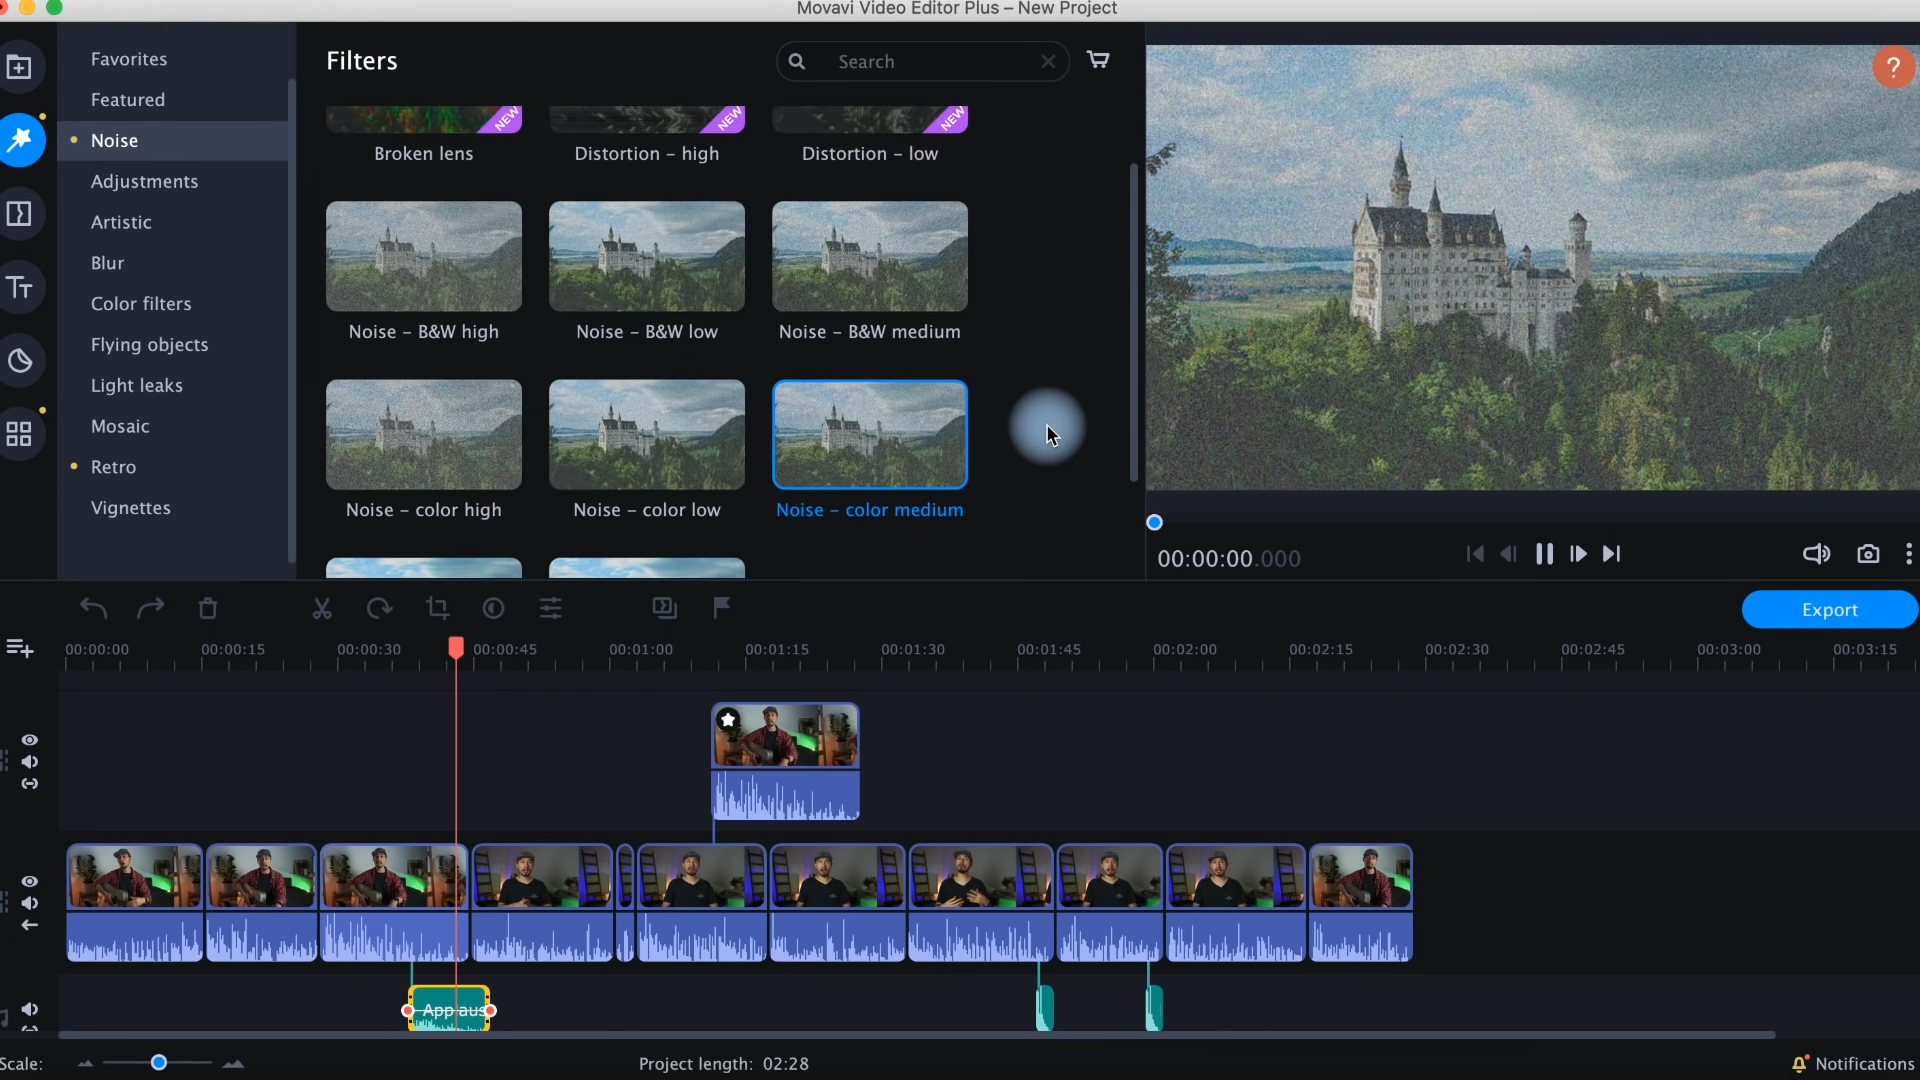 Movavi Video Editor Plus – New Project
Favorites
Featured
Noise
Adjustments
Artistic
Blur
Color filters
Flying objects
Light leaks
Mosaic
Retro
Vignettes
Filters
Search
NEW NEW NEW
Broken lens Distortion – high Distortion – low
Noise – B&W high Noise – B&W low Noise – B&W medium
Noise – color high Noise – color low Noise – color medium
?
00:00:00.000
Export
00:00:00 00:00:15 00:00:30 00:00:45 00:01:00 00:01:15 00:01:30 00:01:45 00:02:00 00:02:15 00:02:30 00:02:45 00:03:00 00:03:15
Applaus
Scale:
Project length: 02:28
Notifications